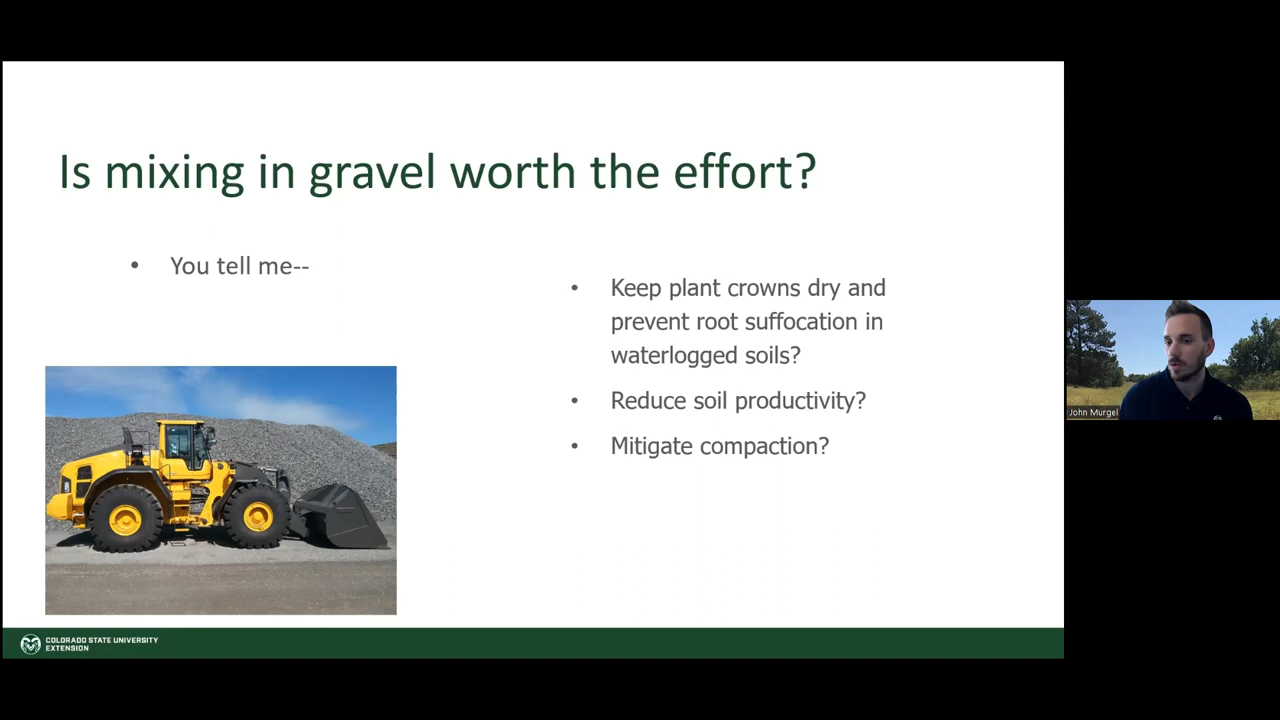 Is mixing in gravel worth the effort?
• You tell me--
• Keep plant crowns dry and
prevent root suffocation in
waterlogged soils?
• Reduce soil productivity?
• Mitigate compaction?
John Murgel
COLORADO STATE UNIVERSITY
EXTENSION